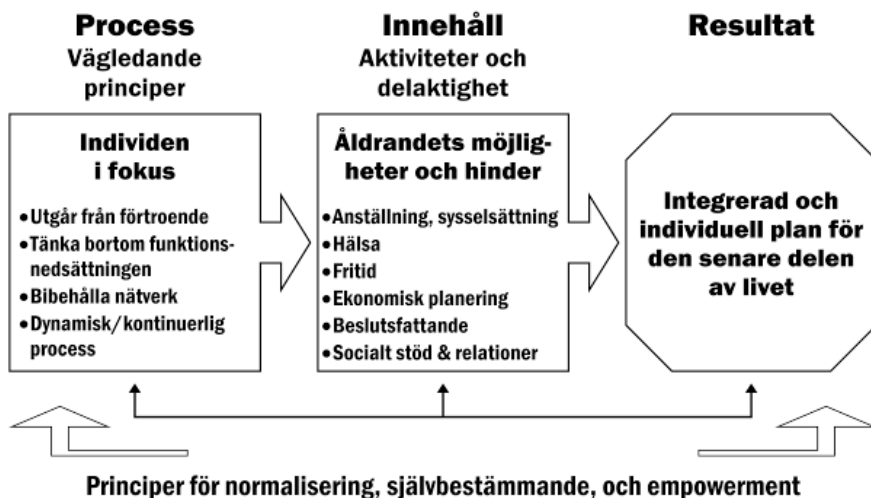 Process
Vägledande
principer
Individen
i fokus
•Utgår från förtroende
•Tänka bortom funktions-
nedsättningen
•Bibehålla nätverk
•Dynamisk/kontinuerlig
process
Innehåll
Aktiviteter och
delaktighet
Åldrandets möjlig-
heter och hinder
•Anställning, sysselsättning
•Hälsa
•Fritid
•Ekonomisk planering
•Beslutsfattande
•Socialt stöd & relationer
Resultat
Integrerad och
individuell plan för
den senare delen
av livet
Principer för normalisering, självbestämmande, och empowerment